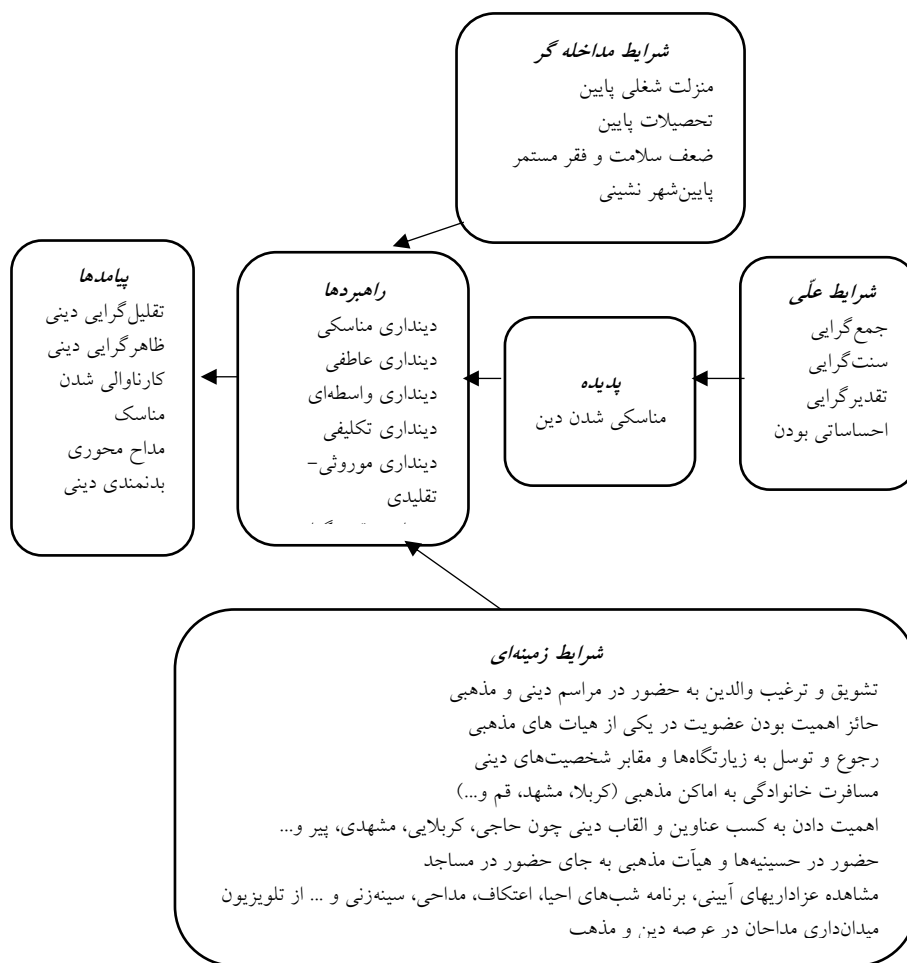 شرایط مداخله گر
منزلت شغلی پایین
تحصیلات پایین
ضعف سلامت و فقر مستمر
پایین‌شهر نشینی
شرایط علّی
جمع‌گرایی
سنت‌گرایی
تقدیرگرایی
احساساتی بودن
پدیده
مناسکی شدن دین
راهبردها
دینداری مناسکی
دینداری عاطفی
دینداری واسطه‌ای
دینداری تکلیفی
دینداری موروثی-
تقلیدی
پیامدها
تقلیل‌گرایی دینی
ظاهرگرایی دینی
کارناوالی شدن
مناسک
مداح محوری
بدنمندی دینی
شرایط زمینه‌ای
تشویق و ترغیب والدین به حضور در مراسم دینی و مذهبی
حائز اهمیت بودن عضویت در یکی از هیات های مذهبی
رجوع و توسل به زیارتگاه‌ها و مقابر شخصیت‌های دینی
مسافرت خانوادگی به اماکن مذهبی (کربلا، مشهد، قم و...)
اهمیت دادن به کسب عناوین و القاب دینی چون حاجی، کربلایی، مشهدی، پیر و...
حضور در حسینیه‌ها و هیآت مذهبی به جای حضور در مساجد
مشاهده عزاداریهای آیینی، برنامه شب‌های احیا، اعتکاف، مداحی، سینه‌زنی و ... از تلویزیون
میدان‌داری مداحان در عرصه دین و مذهب